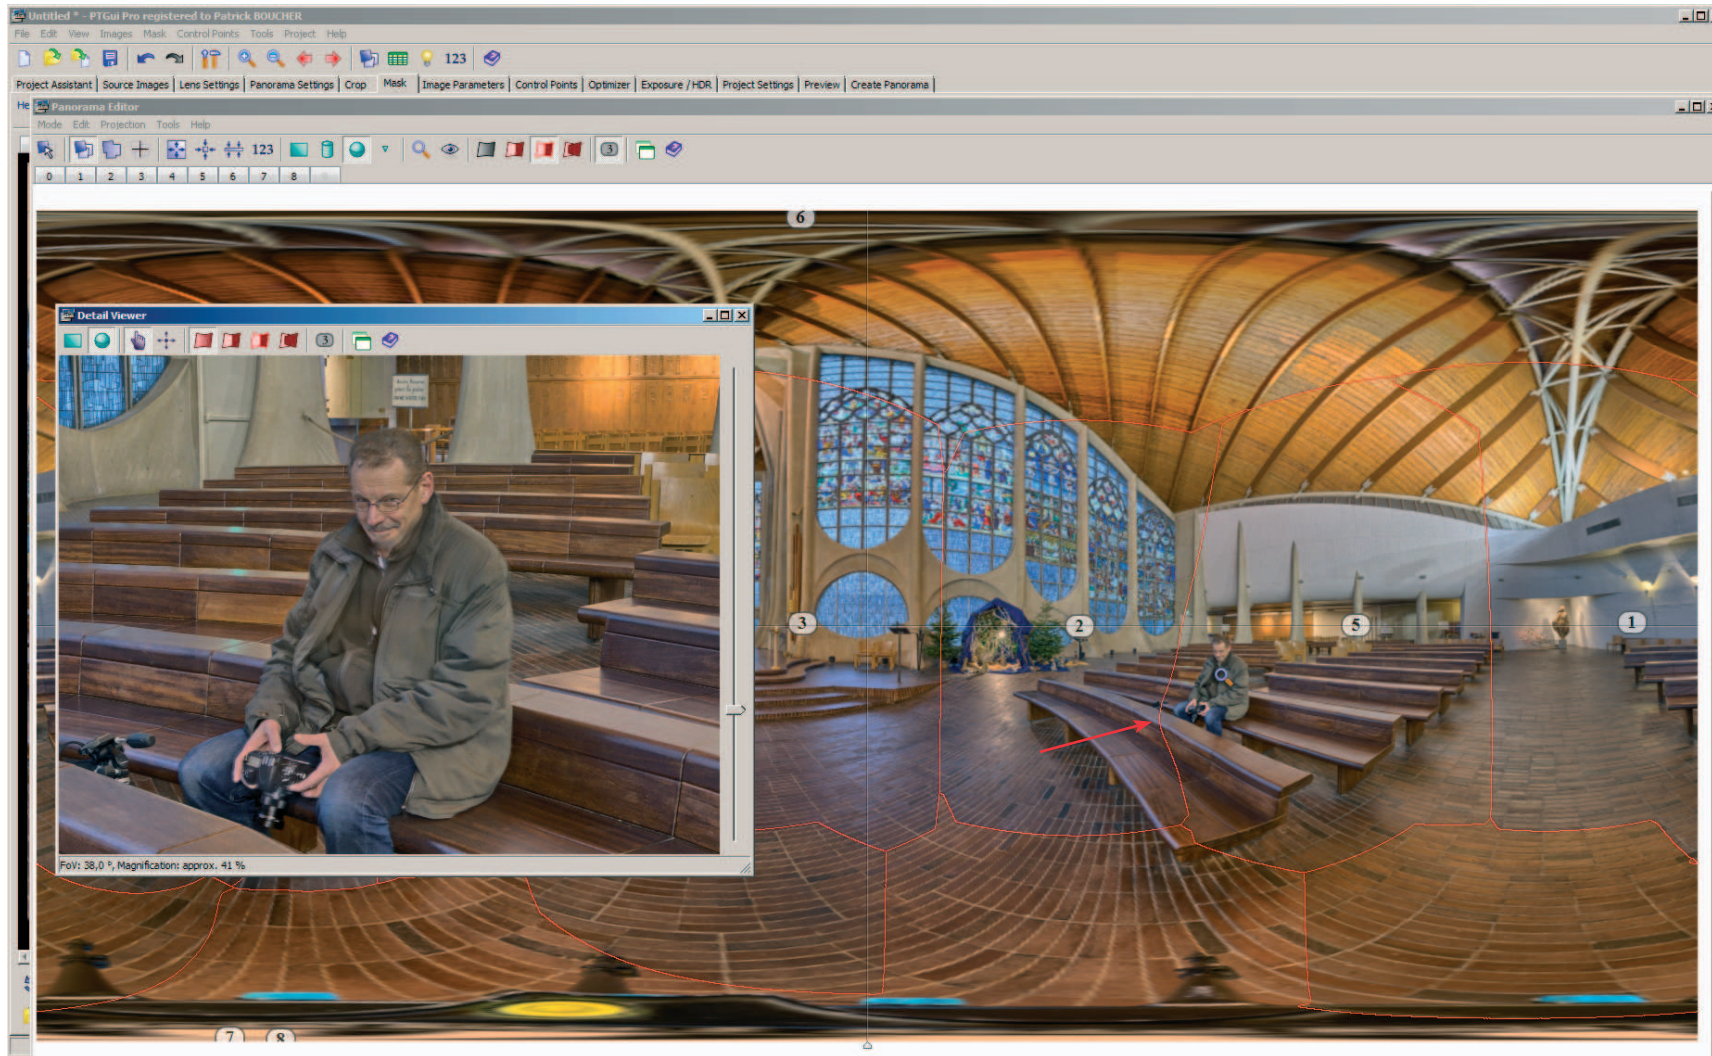 Untitled * - PTGui Pro registered to Patrick BOUCHER
File Edit View Images Mask Control Points Tools Project Help
123
Project Assistant Source Images Lens Settings Panorama Settings Crop Mask Image Parameters Control Points Optimizer Exposure / HDR Project Settings Preview Create Panorama
He
Panorama Editor
Mode Edit Projection Tools Help
123 3
0 1 2 3 4 5 6 7 8
6
Detail Viewer
3
3 2 5 1
FoV: 38,0 °, Magnification: approx. 41 %
7 8